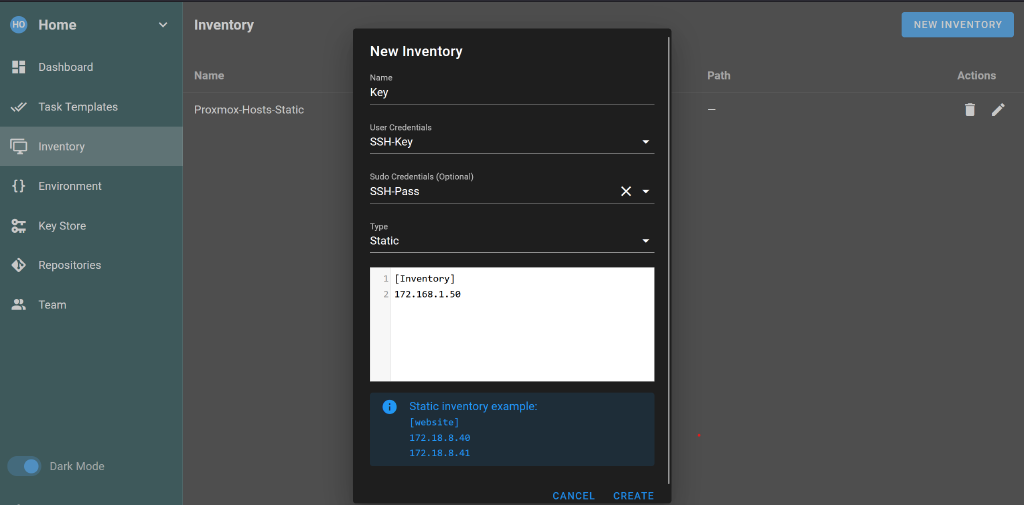 HO Home
Dashboard
Task Templates
Inventory
Environment
Key Store
Repositories
Team
Dark Mode
Inventory
NEW INVENTORY
Name
Path
Actions
Proxmox-Hosts-Static
—
New Inventory
Name
Key
User Credentials
SSH-Key
Sudo Credentials (Optional)
SSH-Pass
Type
Static
1 [Inventory]
2 172.168.1.50
Static inventory example:
[website]
172.18.8.40
172.18.8.41
CANCEL CREATE